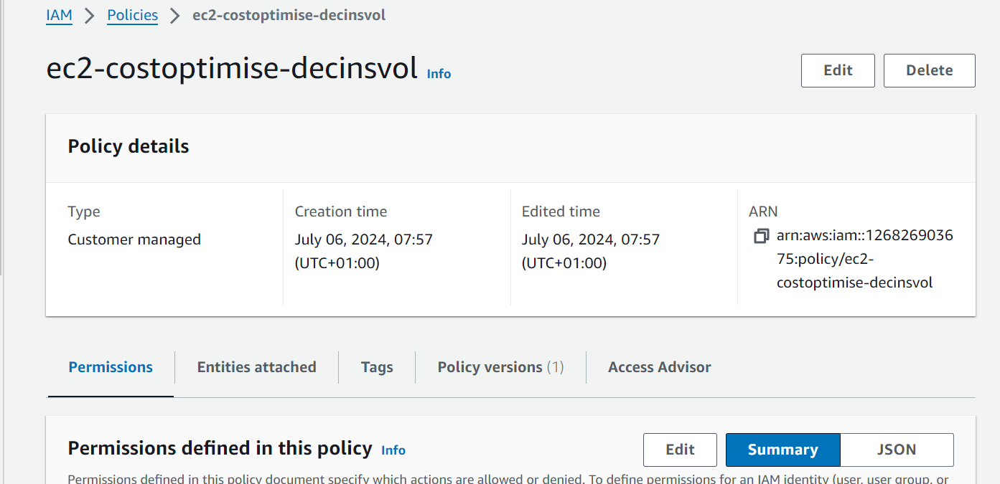 IAM > Policies > ec2-costoptimise-decinsvol
ec2-costoptimise-decinsvol Info
Edit Delete
Policy details
Type
Customer managed
Creation time
July 06, 2024, 07:57
(UTC+01:00)
Edited time
July 06, 2024, 07:57
(UTC+01:00)
ARN
arn:aws:iam::1268269036
75:policy/ec2-
costoptimise-decinsvol
Permissions Entities attached Tags Policy versions (1) Access Advisor
Permissions defined in this policy Info
Edit Summary JSON
Permissions defined in this policy document specify which actions are allowed or denied. To define permissions for an IAM identity (user, user group, or